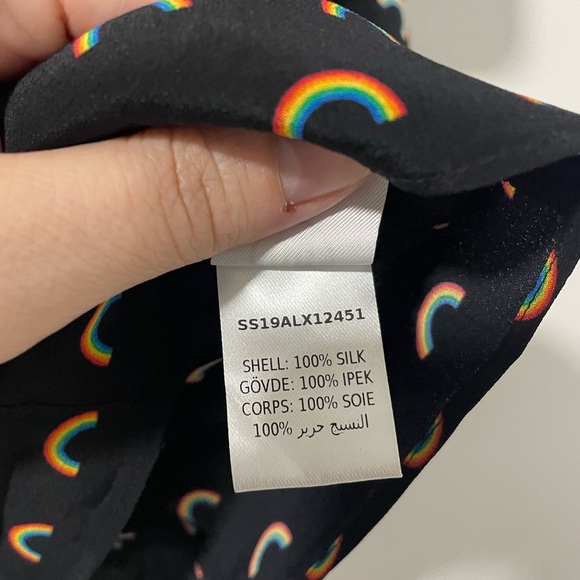 SS19ALX12451
SHELL: 100% SILK
GÖVDE: 100% IPEK
CORPS: 100% SOIE
النسيج حرير 100%